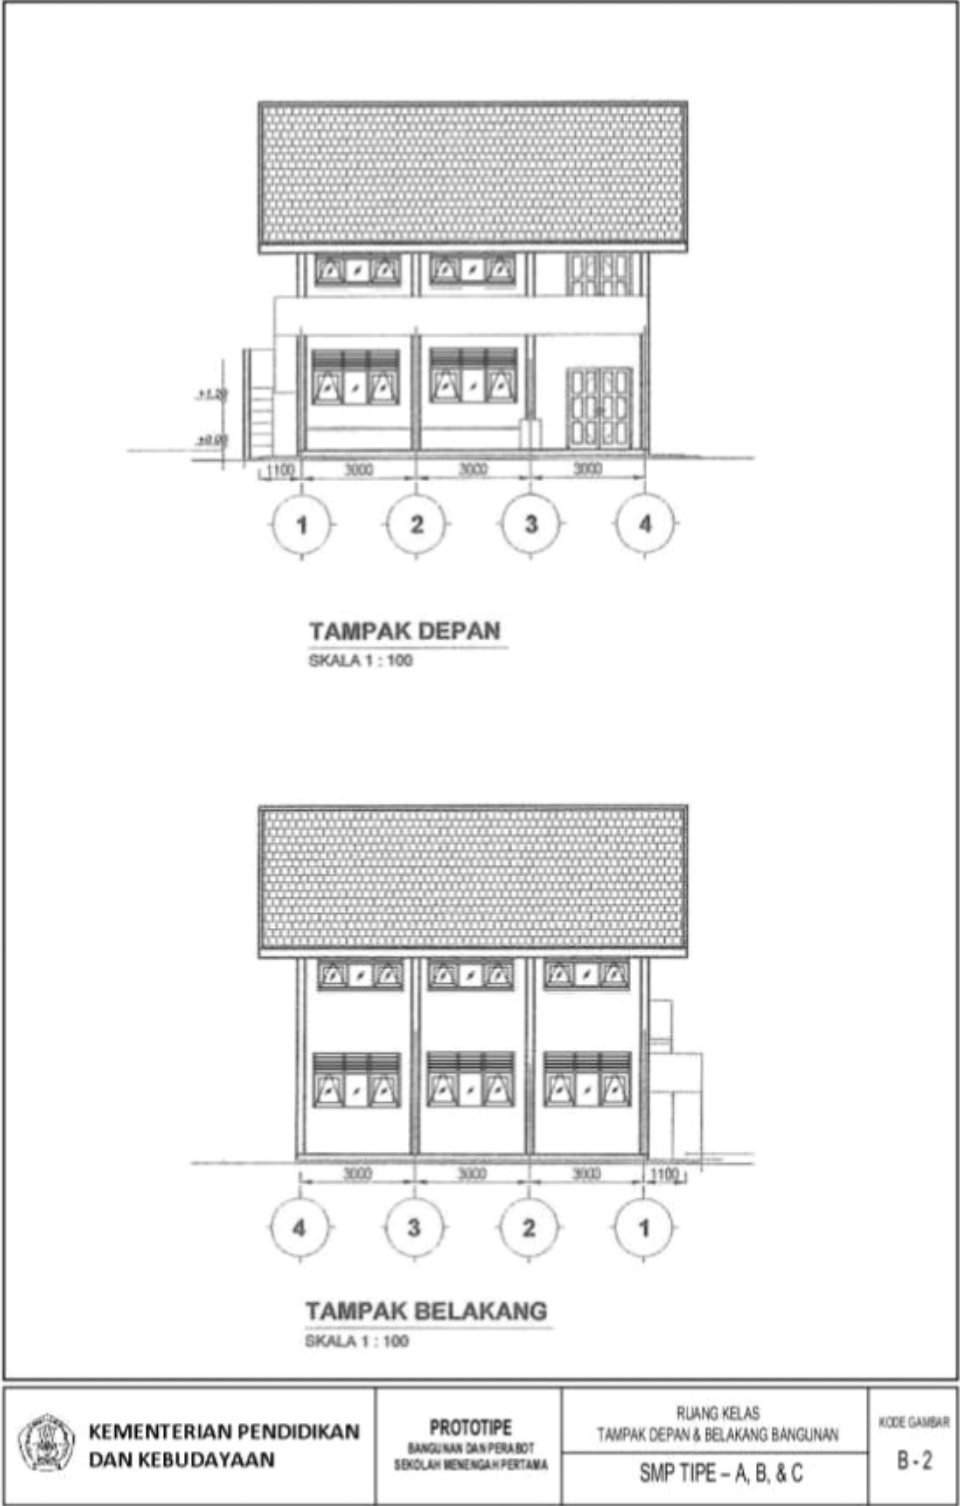 +1.20
±0.00
1100 3000 3000 3000
1 2 3 4
TAMPAK DEPAN
SKALA 1 : 100
3000 3000 3000 1100
4 3 2 1
TAMPAK BELAKANG
SKALA 1 : 100
KEMENTERIAN PENDIDIKAN
DAN KEBUDAYAAN
PROTOTIPE
BANGUNAN DAN PERABOT
SEKOLAH MENENGAH PERTAMA
RUANG KELAS
TAMPAK DEPAN & BELAKANG BANGUNAN
SMP TIPE – A, B, & C
KODE GAMBAR
B - 2